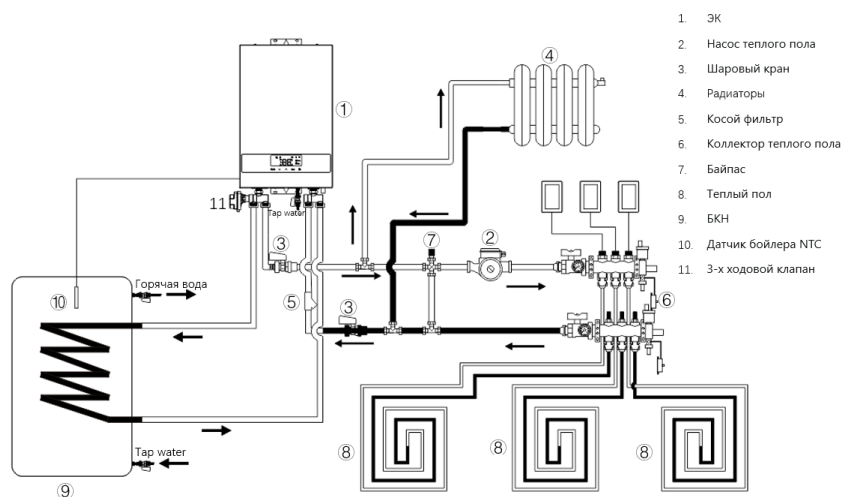 1. ЭК
2. Насос теплого пола
3. Шаровый кран
4. Радиаторы
5. Косой фильтр
6. Коллектор теплого пола
7. Байпас
8. Теплый пол
9. БКН
10. Датчик бойлера NTC
11. 3-х ходовой клапан
④
①
11
Tap water
③
⑦
②
Горячая вода
⑩
⑤
③
⑥
Tap water
⑧
⑧
⑧
⑨